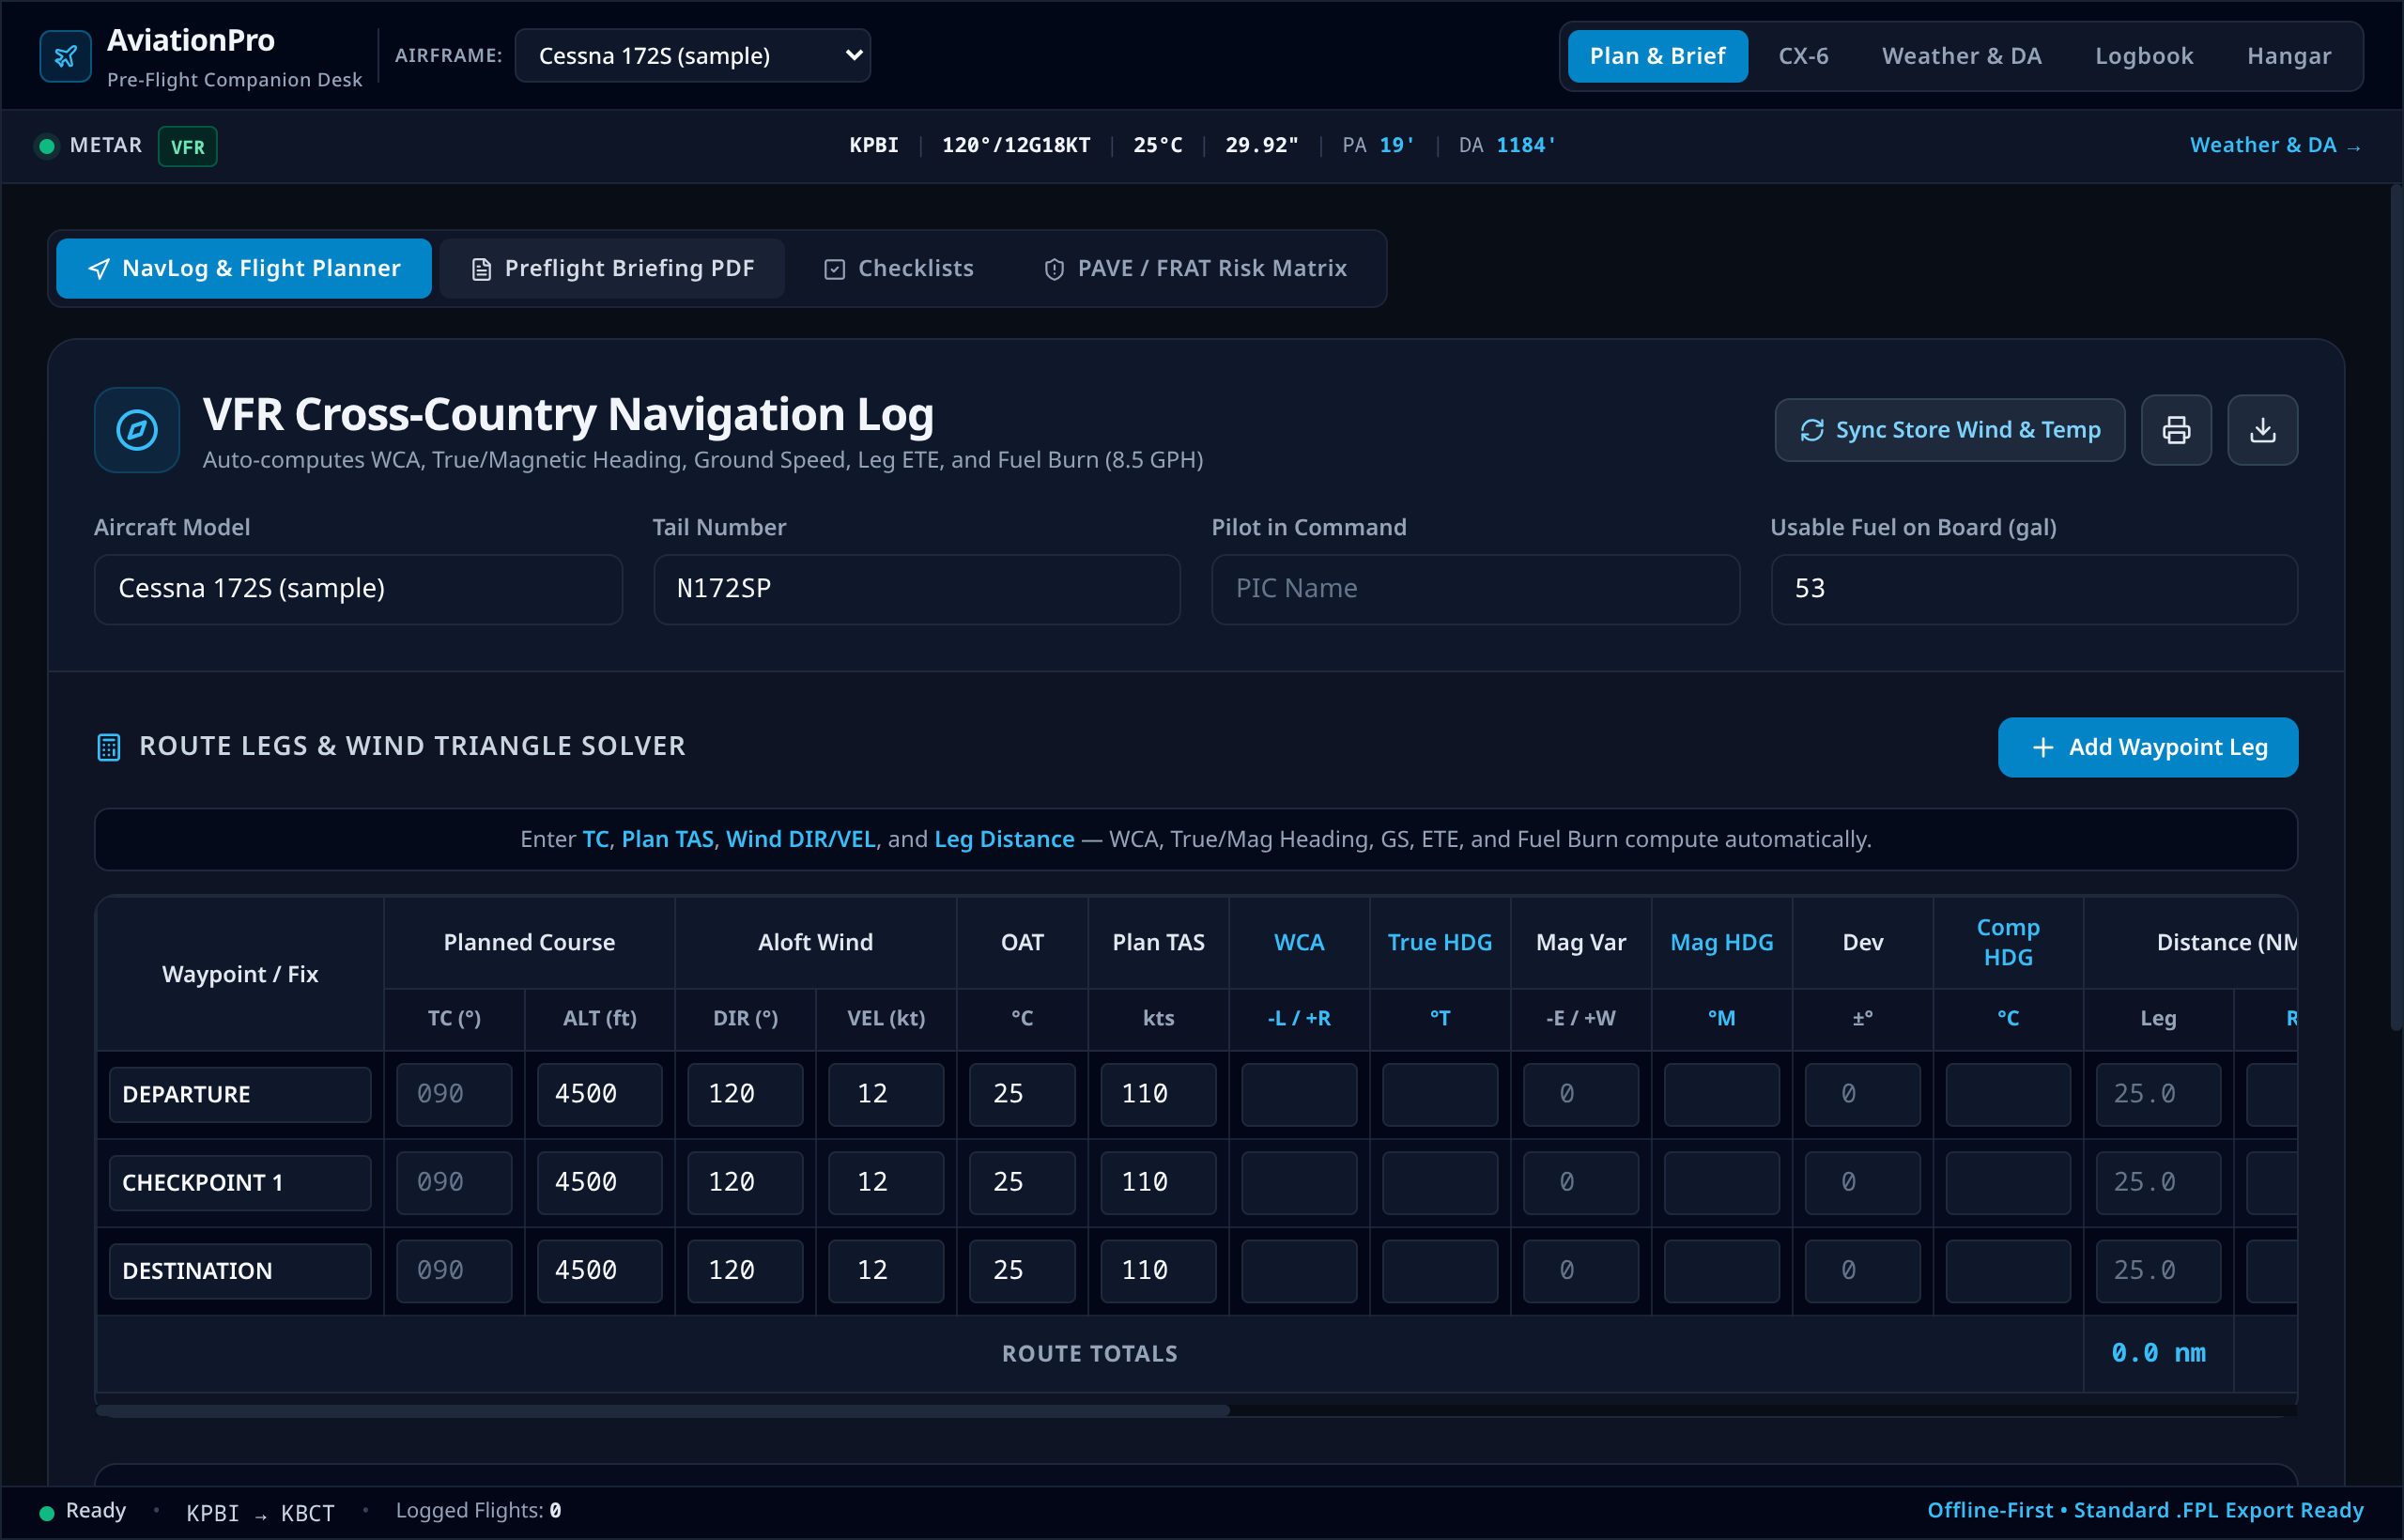 AviationPro
Pre-Flight Companion Desk
AIRFRAME:
Cessna 172S (sample)
Plan & Brief
CX-6
Weather & DA
Logbook
Hangar
METAR
VFR
KPBI | 120°/12G18KT | 25°C | 29.92" | PA 19' | DA 1184'
Weather & DA →
NavLog & Flight Planner
Preflight Briefing PDF
Checklists
PAVE / FRAT Risk Matrix
VFR Cross-Country Navigation Log
Auto-computes WCA, True/Magnetic Heading, Ground Speed, Leg ETE, and Fuel Burn (8.5 GPH)
Sync Store Wind & Temp
Aircraft Model
Tail Number
Pilot in Command
Usable Fuel on Board (gal)
Cessna 172S (sample)
N172SP
PIC Name
53
ROUTE LEGS & WIND TRIANGLE SOLVER
Add Waypoint Leg
Enter TC, Plan TAS, Wind DIR/VEL, and Leg Distance — WCA, True/Mag Heading, GS, ETE, and Fuel Burn compute automatically.
Waypoint / Fix
Planned Course
Aloft Wind
OAT
Plan TAS
WCA
True HDG
Mag Var
Mag HDG
Dev
Comp
HDG
Distance (NM
TC (°)
ALT (ft)
DIR (°)
VEL (kt)
°C
kts
-L / +R
°T
-E / +W
°M
±°
°C
Leg
R
DEPARTURE 090 4500 120 12 25 110 0 0 25.0
CHECKPOINT 1 090 4500 120 12 25 110 0 0 25.0
DESTINATION 090 4500 120 12 25 110 0 0 25.0
ROUTE TOTALS
0.0 nm
Ready • KPBI → KBCT • Logged Flights: 0
Offline-First • Standard .FPL Export Ready